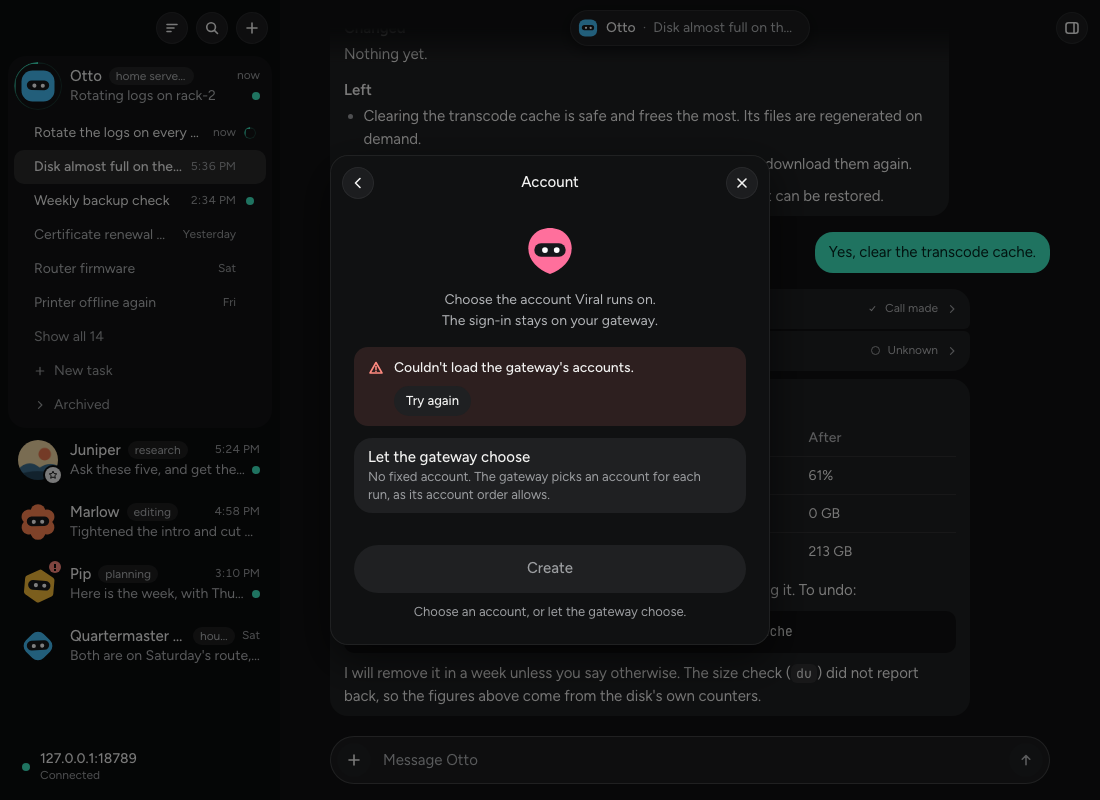 Otto
home serve...
now
Rotating logs on rack-2
Rotate the logs on every ...
now
Disk almost full on the...
5:36 PM
Weekly backup check
2:34 PM
Certificate renewal ...
Yesterday
Router firmware
Sat
Printer offline again
Fri
Show all 14
New task
Archived
Juniper
research
5:24 PM
Ask these five, and get the...
Marlow
editing
4:58 PM
Tightened the intro and cut ...
Pip
planning
3:10 PM
Here is the week, with Thu...
Quartermaster ...
hou...
Sat
Both are on Saturday's route,...
127.0.0.1:18789
Connected
Otto · Disk almost full on th...
Changed
Nothing yet.
Left
Clearing the transcode cache is safe and frees the most. Its files are regenerated on
demand.
download them again.
can be restored.
Yes, clear the transcode cache.
Call made
Unknown
After
61%
0 GB
213 GB
g it. To undo:
che
I will remove it in a week unless you say otherwise. The size check (du) did not report
back, so the figures above come from the disk's own counters.
Message Otto
Account
Choose the account Viral runs on.
The sign-in stays on your gateway.
Couldn't load the gateway's accounts.
Try again
Let the gateway choose
No fixed account. The gateway picks an account for each
run, as its account order allows.
Create
Choose an account, or let the gateway choose.